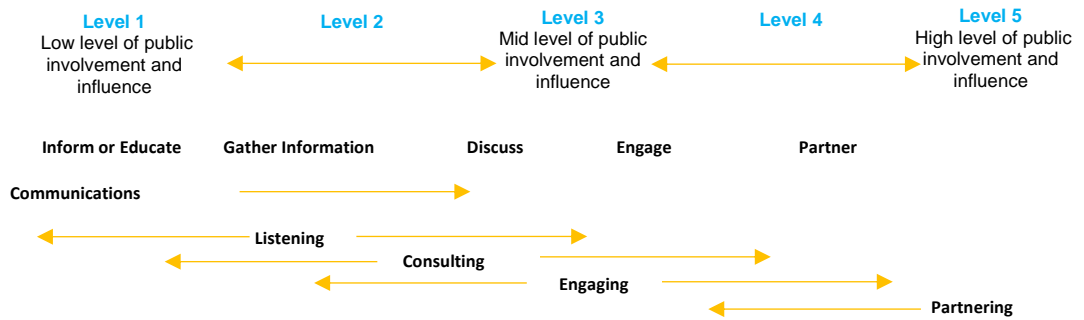 Level 1
Low level of public
involvement and
influence
Level 2
Level 3
Mid level of public
involvement and
influence
Level 4
Level 5
High level of public
involvement and
influence
Inform or Educate
Gather Information
Discuss
Engage
Partner
Communications
Listening
Consulting
Engaging
Partnering